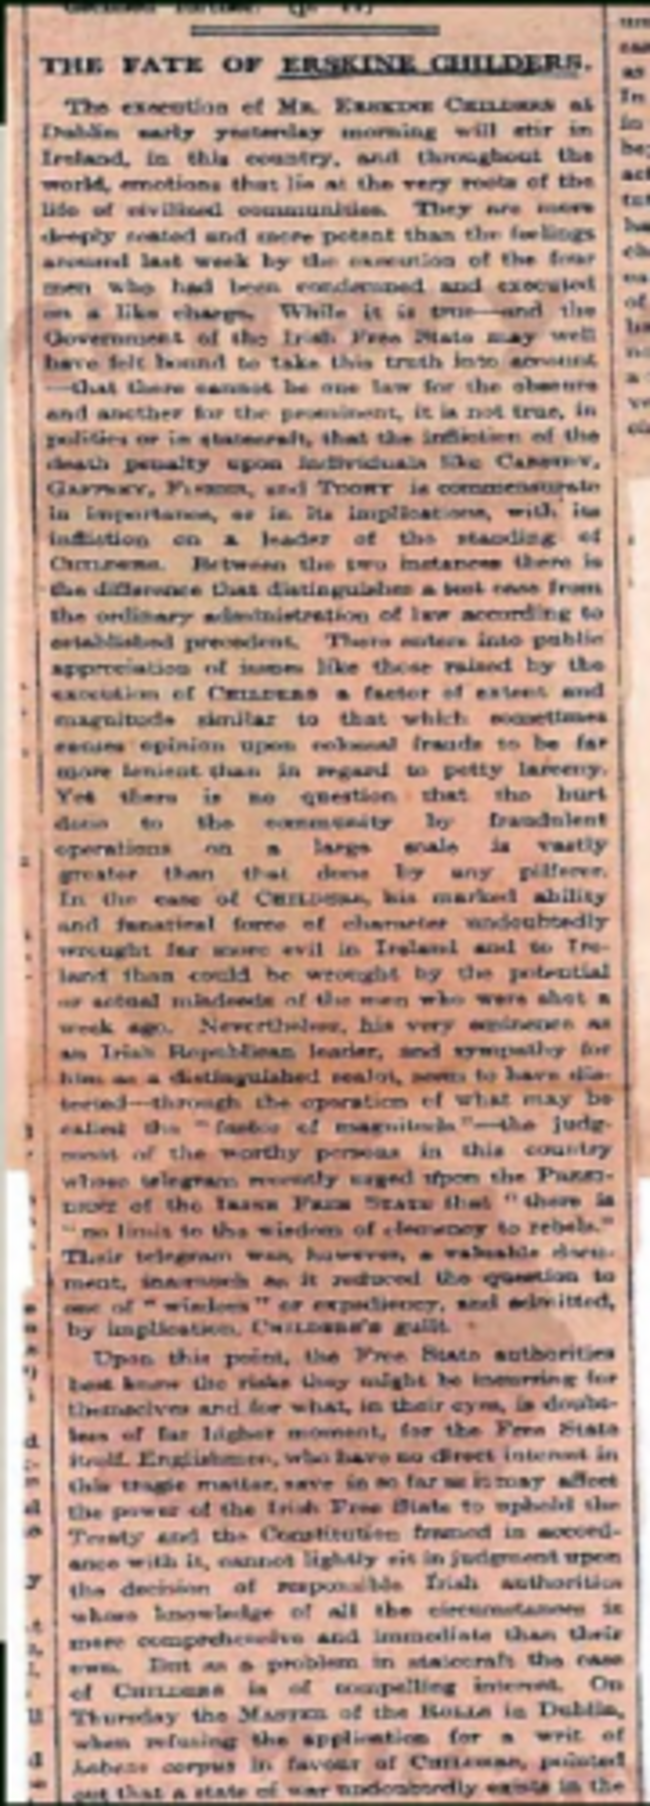 THE FATE OF ERSKINE CHILDERS.
The execution of MR. ERSKINE CHILDERS at
Dublin early yesterday morning will stir in
Ireland, in this country, and throughout the
world, emotions that lie at the very roots of the
life of civilized communities. They are more
deeply seated and more potent than the feelings
aroused last week by the execution of the four
men who had been condemned and executed
on a like charge. While it is true—and the
Government of the Irish Free State may well
have felt bound to take this truth into account
—that there cannot be one law for the obscure
and another for the prominent, it is not true, in
politics or in statecraft, that the infliction of the
death penalty upon individuals like CASSIDY,
GAFFNEY, FISHER, and TOOHY is commensurate
in importance, or in its implications, with its
infliction on a leader of the standing of
CHILDERS. Between the two instances there is
the difference that distinguishes a test case from
the ordinary administration of law according to
established precedent. There enters into public
appreciation of issues like those raised by the
execution of CHILDERS a factor of extent and
magnitude similar to that which sometimes
causes opinion upon colossal frauds to be far
more lenient than in regard to petty larceny.
Yet there is no question that the hurt
done to the community by fraudulent
operations on a large scale is vastly
greater than that done by any pilferer.
In the case of CHILDERS, his marked ability
and fanatical force of character undoubtedly
wrought far more evil in Ireland and to Ire-
land than could be wrought by the potential
or actual misdeeds of the men who were shot a
week ago. Nevertheless, his very eminence as
an Irish Republican leader, and sympathy for
him as a distinguished zealot, seem to have dis-
torted—through the operation of what may be
called the "factor of magnitude"—the judg-
ment of the worthy persons in this country
whose telegram recently urged upon the PRESI-
DENT of the IRISH FREE STATE that "there is
"no limit to the wisdom of clemency to rebels."
Their telegram was, however, a valuable docu-
ment, inasmuch as it reduced the question to
one of "wisdom" or expediency, and admitted,
by implication, CHILDERS'S guilt.
Upon this point, the Free State authorities
best know the risks they might be incurring for
themselves and for what, in their eyes, is doubt-
less of far higher moment, for the Free State
itself. Englishmen, who have no direct interest in
this tragic matter, save in so far as it may affect
the power of the Irish Free State to uphold the
Treaty and the Constitution framed in accord-
ance with it, cannot lightly sit in judgment upon
the decision of responsible Irish authorities
whose knowledge of all the circumstances is
more comprehensive and immediate than their
own. But as a problem in statecraft the case
of CHILDERS is of compelling interest. On
Thursday the MASTER of the ROLLS in Dublin,
when refusing the application for a writ of
habeas corpus in favour of CHILDERS, pointed
out that a state of war undoubtedly exists in the